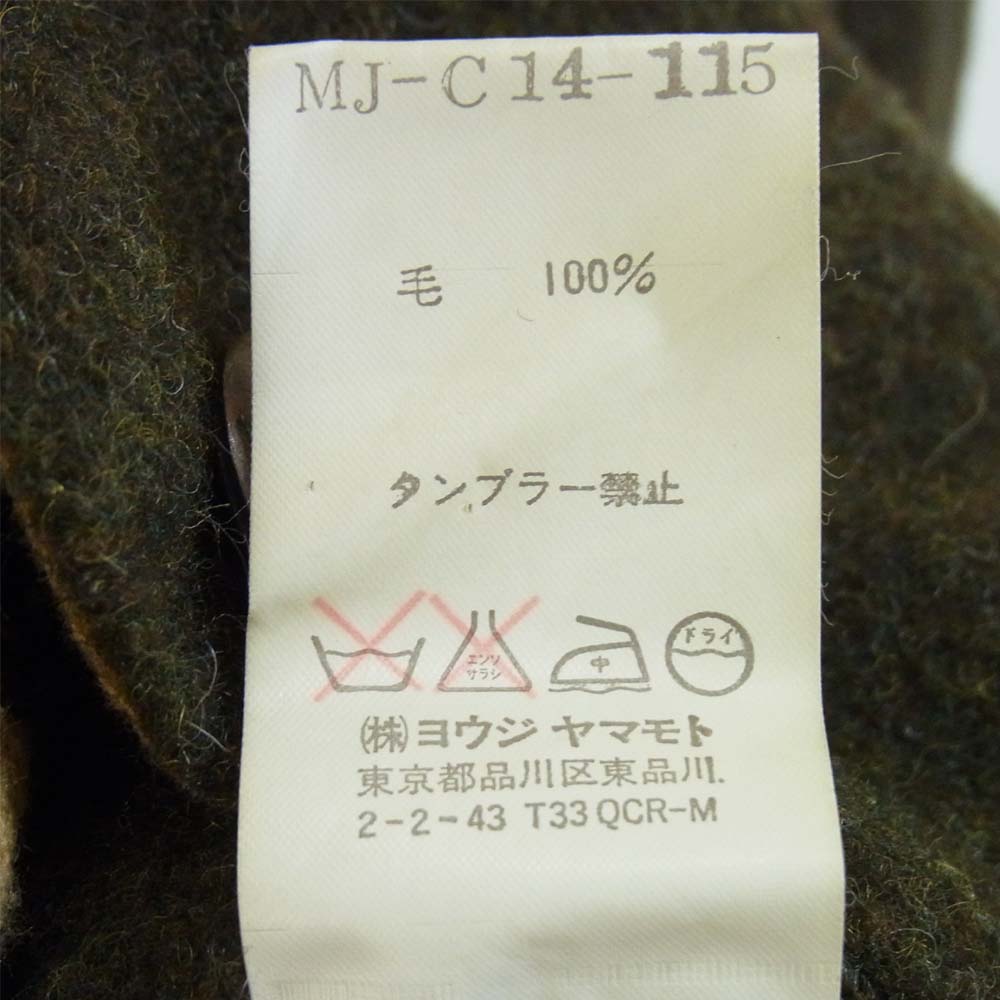 MJ-C14-115
毛 100%
タンブラー禁止
エンソ
サラシ
中
ドライ
(株)ヨウジ ヤマモト
東京都品川区東品川.
2-2-43 T33QCR-M